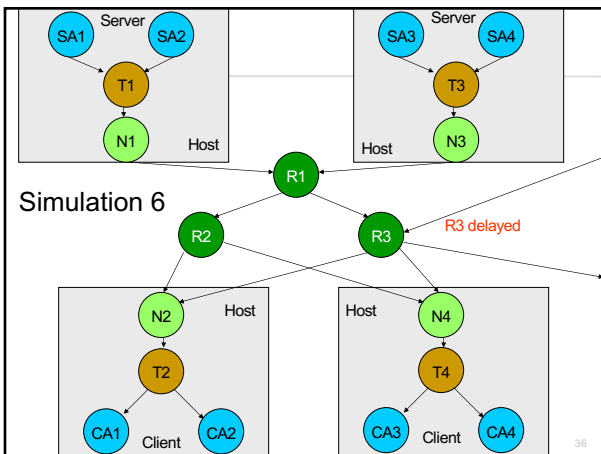 Server
SA1 SA2
T1
N1
Host
Server
SA3 SA4
T3
N3
Host
R1
Simulation 6
R2
R3
R3 delayed
N2
Host
T2
CA1
CA2
Client
Host
N4
T4
CA3
CA4
Client
36